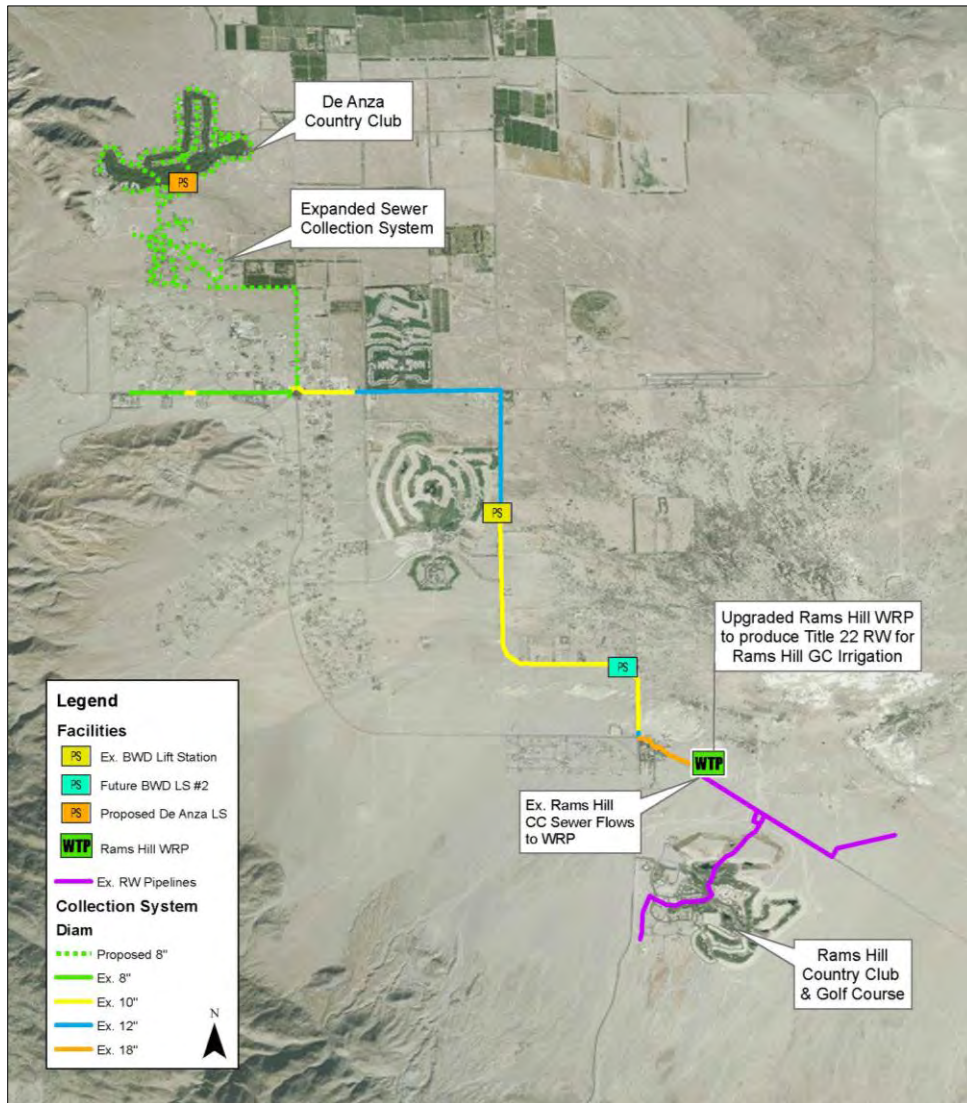 De Anza
Country Club
PS
Expanded Sewer
Collection System
PS
Upgraded Rams Hill WRP
to produce Title 22 RW for
Rams Hill GC Irrigation
PS
WTP
Ex. Rams Hill
CC Sewer Flows
to WRP
Rams Hill
Country Club
& Golf Course
Legend
Facilities
PS Ex. BWD Lift Station
PS Future BWD LS #2
PS Proposed De Anza LS
WTP Rams Hill WRP
Ex. RW Pipelines
Collection System
Diam
Proposed 8"
Ex. 8"
Ex. 10"
Ex. 12"
Ex. 18"
N